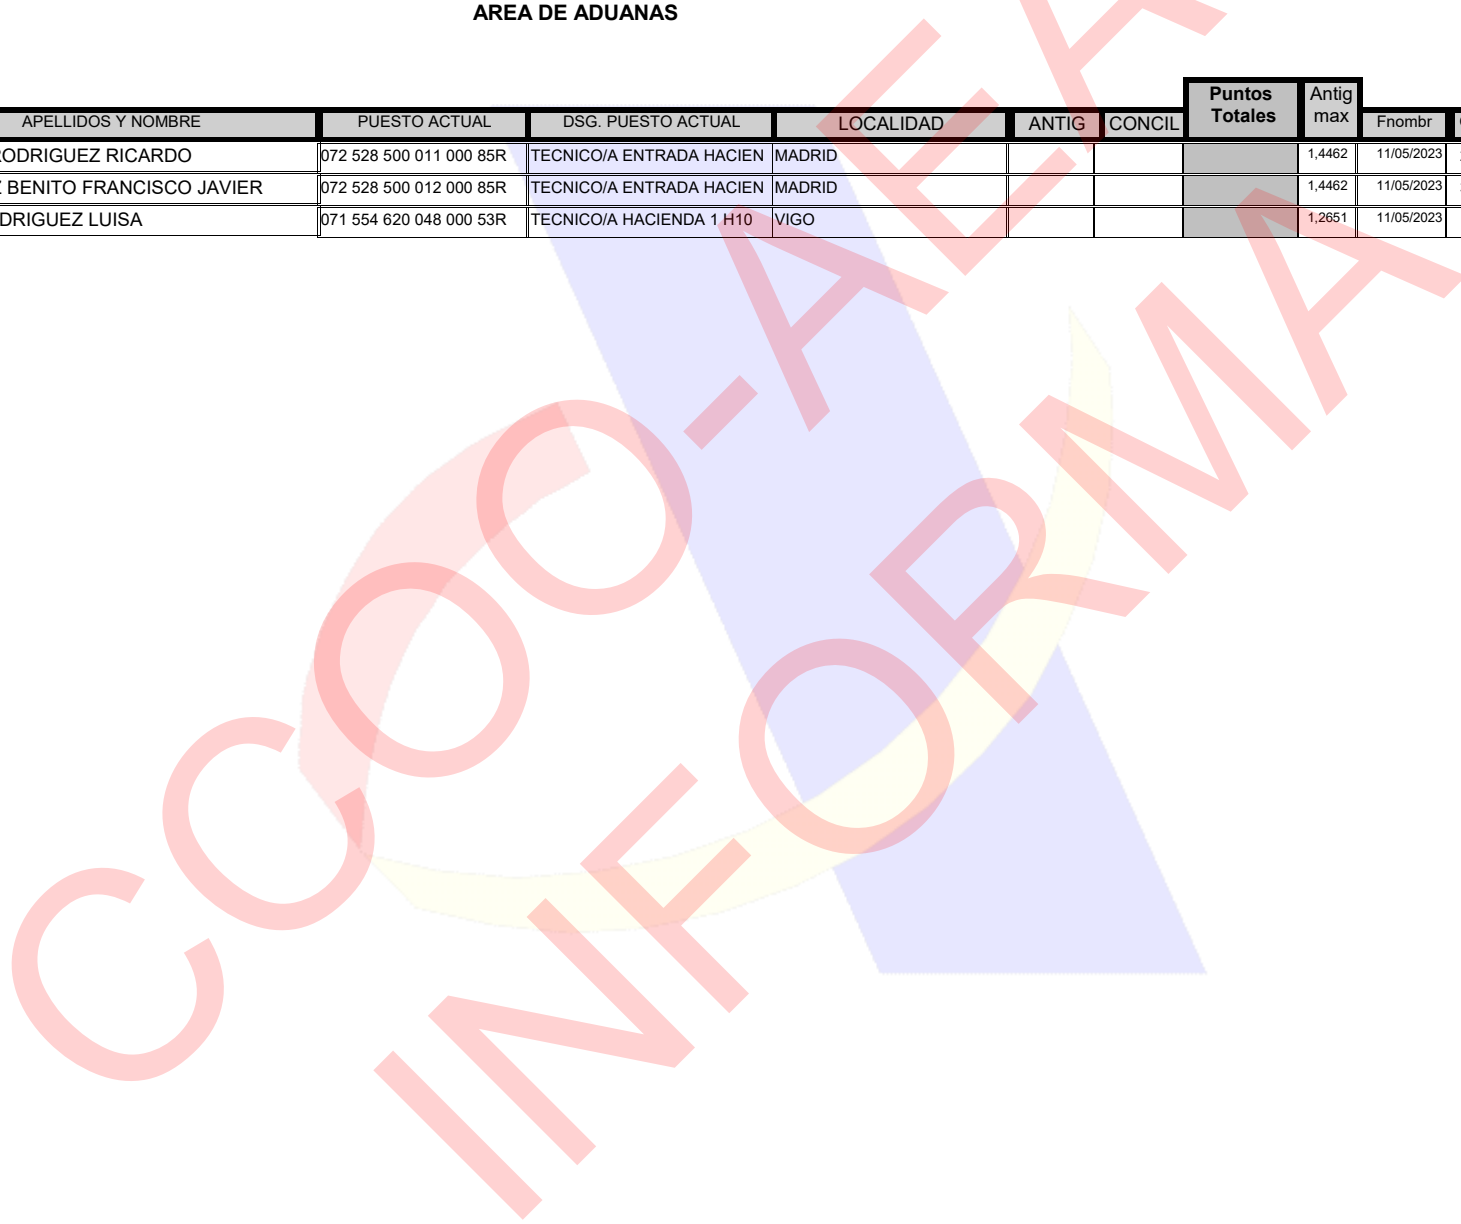 AREA DE ADUANAS
APELLIDOS Y NOMBRE PUESTO ACTUAL DSG. PUESTO ACTUAL LOCALIDAD ANTIG CONCIL Puntos Totales Antig max Fnombr
RODRIGUEZ RICARDO 072 528 500 011 000 85R TECNICO/A ENTRADA HACIEN MADRID 1,4462 11/05/2023
Z BENITO FRANCISCO JAVIER 072 528 500 012 000 85R TECNICO/A ENTRADA HACIEN MADRID 1,4462 11/05/2023
DRIGUEZ LUISA 071 554 620 048 000 53R TECNICO/A HACIENDA 1 H10 VIGO 1,2651 11/05/2023
CCOO-AEA
INFORMA